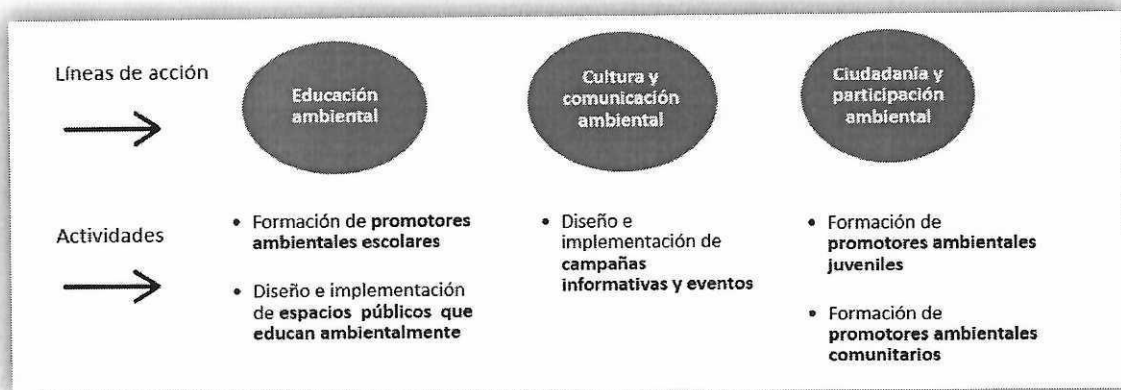 Líneas de acción
Educación
ambiental
Cultura y
comunicación
ambiental
Ciudadanía y
participación
ambiental
Actividades
• Formación de promotores
ambientales escolares
• Diseño e implementación
de espacios públicos que
educan ambientalmente
• Diseño e
implementación de
campañas
informativas y eventos
• Formación de
promotores ambientales
juveniles
• Formación de
promotores ambientales
comunitarios